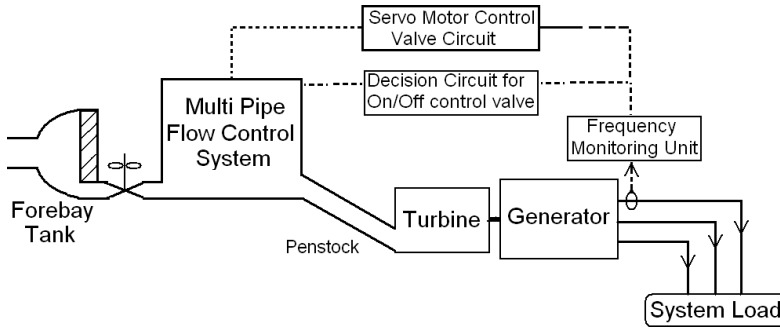 Servo Motor Control
Valve Circuit
Decision Circuit for
On/Off control valve
Multi Pipe
Flow Control
System
Frequency
Monitoring Unit
Forebay
Tank
Turbine
Generator
Penstock
System Load